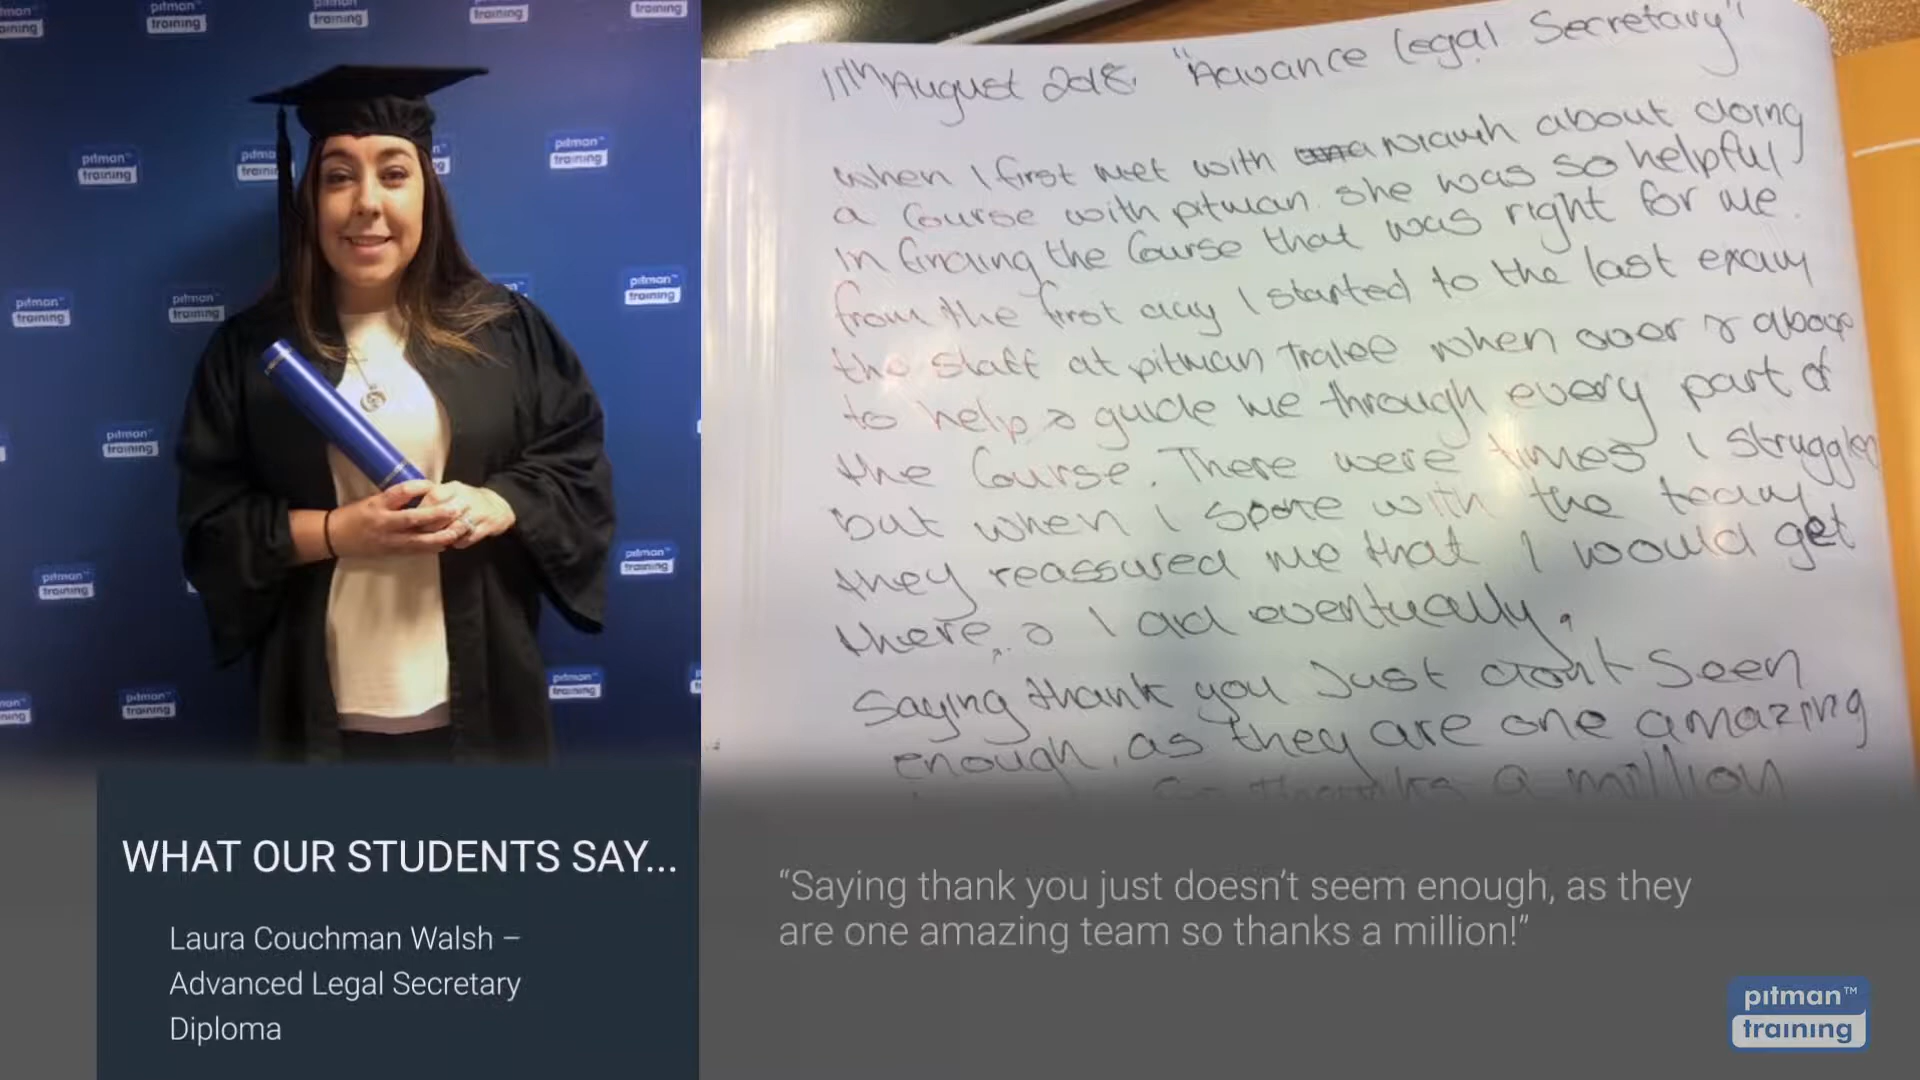 11th August 2018. "Advance Legal Secretary"
when I first met with Niamh about doing
a Course with pitman. she was so helpful
in finding the Course that was right for me.
from the first day I started to the last exam
the staff at pitman Tralee when over & above
to help & guide me through every part of
the Course. There were times I struggled
but when I spoke with the team
they reassured me that I would get
there, & I did eventually.
Saying thank you Just don't Seen
enough, as they are one amazing
So thanks a million
WHAT OUR STUDENTS SAY...
Laura Couchman Walsh –
Advanced Legal Secretary
Diploma
“Saying thank you just doesn’t seem enough, as they
are one amazing team so thanks a million!”
pitman™
training